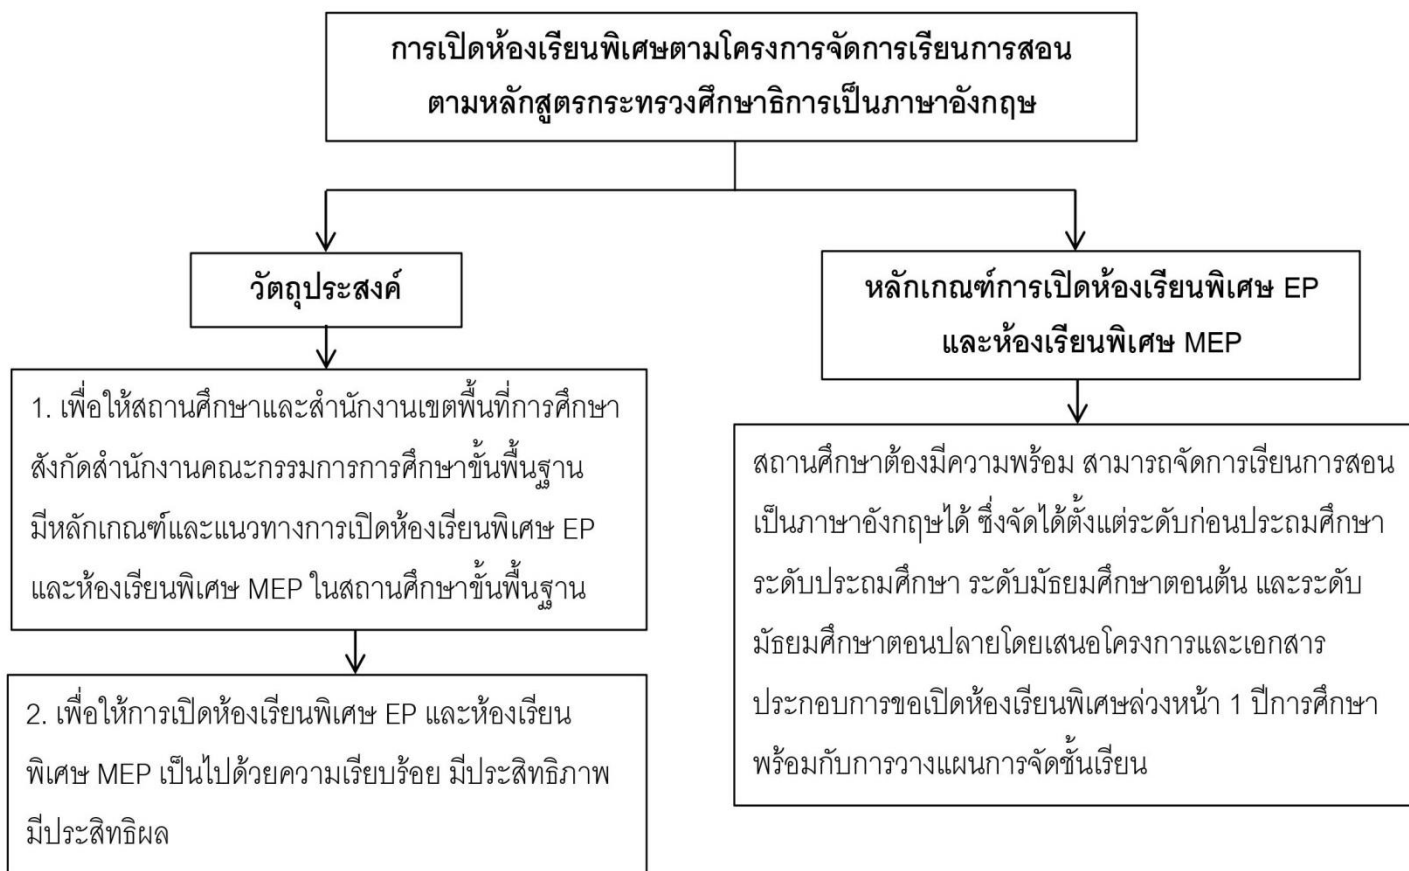 การเปิดห้องเรียนพิเศษตามโครงการจัดการเรียนการสอน
ตามหลักสูตรกระทรวงศึกษาธิการเป็นภาษาอังกฤษ
วัตถุประสงค์
1. เพื่อให้สถานศึกษาและสำนักงานเขตพื้นที่การศึกษา
สังกัดสำนักงานคณะกรรมการการศึกษาขั้นพื้นฐาน
มีหลักเกณฑ์และแนวทางการเปิดห้องเรียนพิเศษ EP
และห้องเรียนพิเศษ MEP ในสถานศึกษาขั้นพื้นฐาน
2. เพื่อให้การเปิดห้องเรียนพิเศษ EP และห้องเรียน
พิเศษ MEP เป็นไปด้วยความเรียบร้อย มีประสิทธิภาพ
มีประสิทธิผล
หลักเกณฑ์การเปิดห้องเรียนพิเศษ EP
และห้องเรียนพิเศษ MEP
สถานศึกษาต้องมีความพร้อม สามารถจัดการเรียนการสอน
เป็นภาษาอังกฤษได้ ซึ่งจัดได้ตั้งแต่ระดับก่อนประถมศึกษา
ระดับประถมศึกษา ระดับมัธยมศึกษาตอนต้น และระดับ
มัธยมศึกษาตอนปลายโดยเสนอโครงการและเอกสาร
ประกอบการขอเปิดห้องเรียนพิเศษล่วงหน้า 1 ปีการศึกษา
พร้อมกับการวางแผนการจัดชั้นเรียน